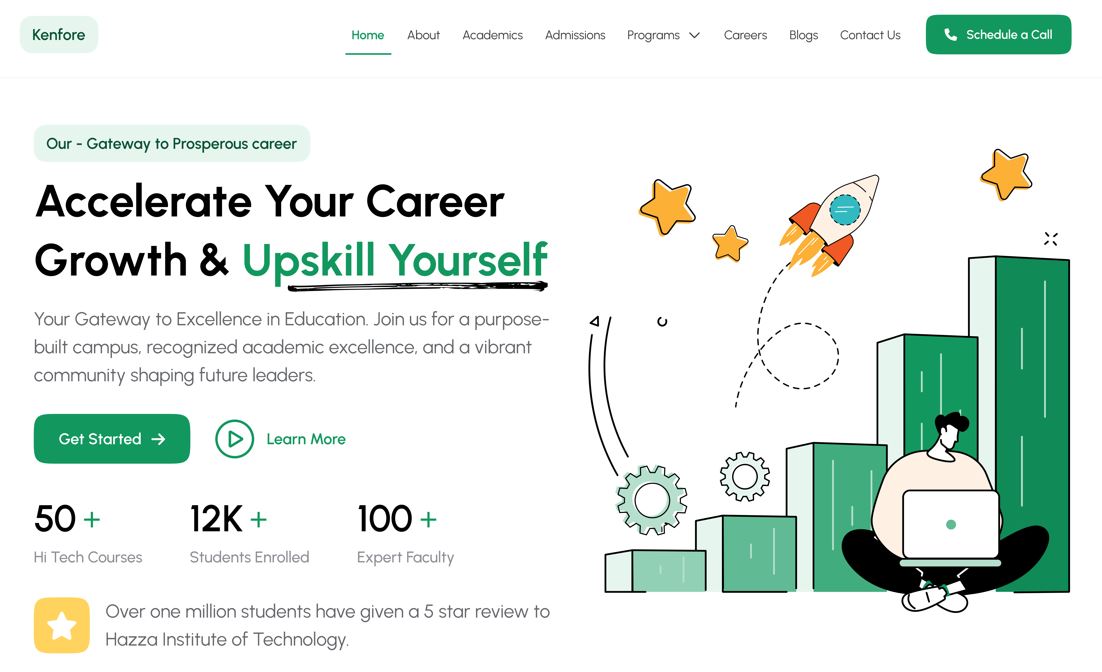 Kenfore
Home
About
Academics
Admissions
Programs
Careers
Blogs
Contact Us
Schedule a Call
Our - Gateway to Prosperous career
Accelerate Your Career
Growth & Upskill Yourself
Your Gateway to Excellence in Education. Join us for a purpose-
built campus, recognized academic excellence, and a vibrant
community shaping future leaders.
Get Started
Learn More
50 +
Hi Tech Courses
12K +
Students Enrolled
100 +
Expert Faculty
Over one million students have given a 5 star review to
Hazza Institute of Technology.